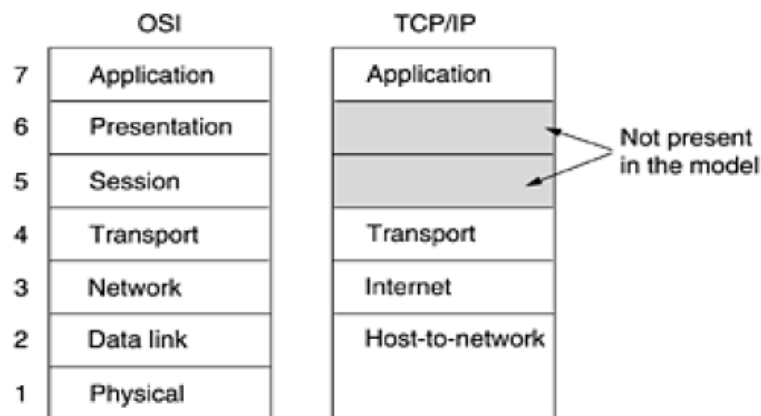 OSI TCP/IP
7 Application Application
6 Presentation
Not present
in the model
5 Session
4 Transport Transport
3 Network Internet
2 Data link Host-to-network
1 Physical